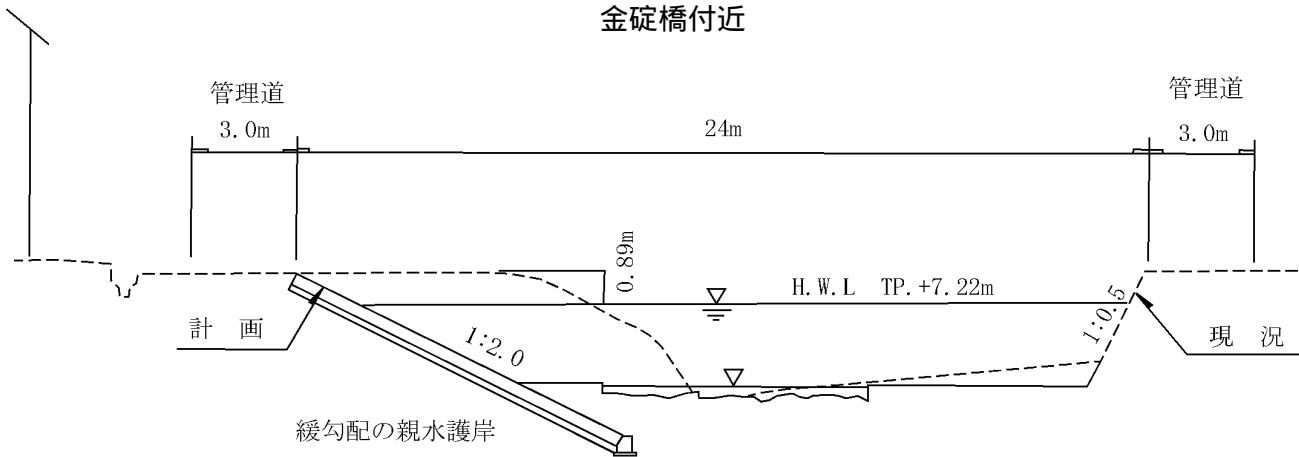 金碇橋付近
管理道
管理道
3.0m
24m
3.0m
0.89m
H.W.L TP.+7.22m
計 画
1:2.0
1:0.5
現 況
緩勾配の親水護岸